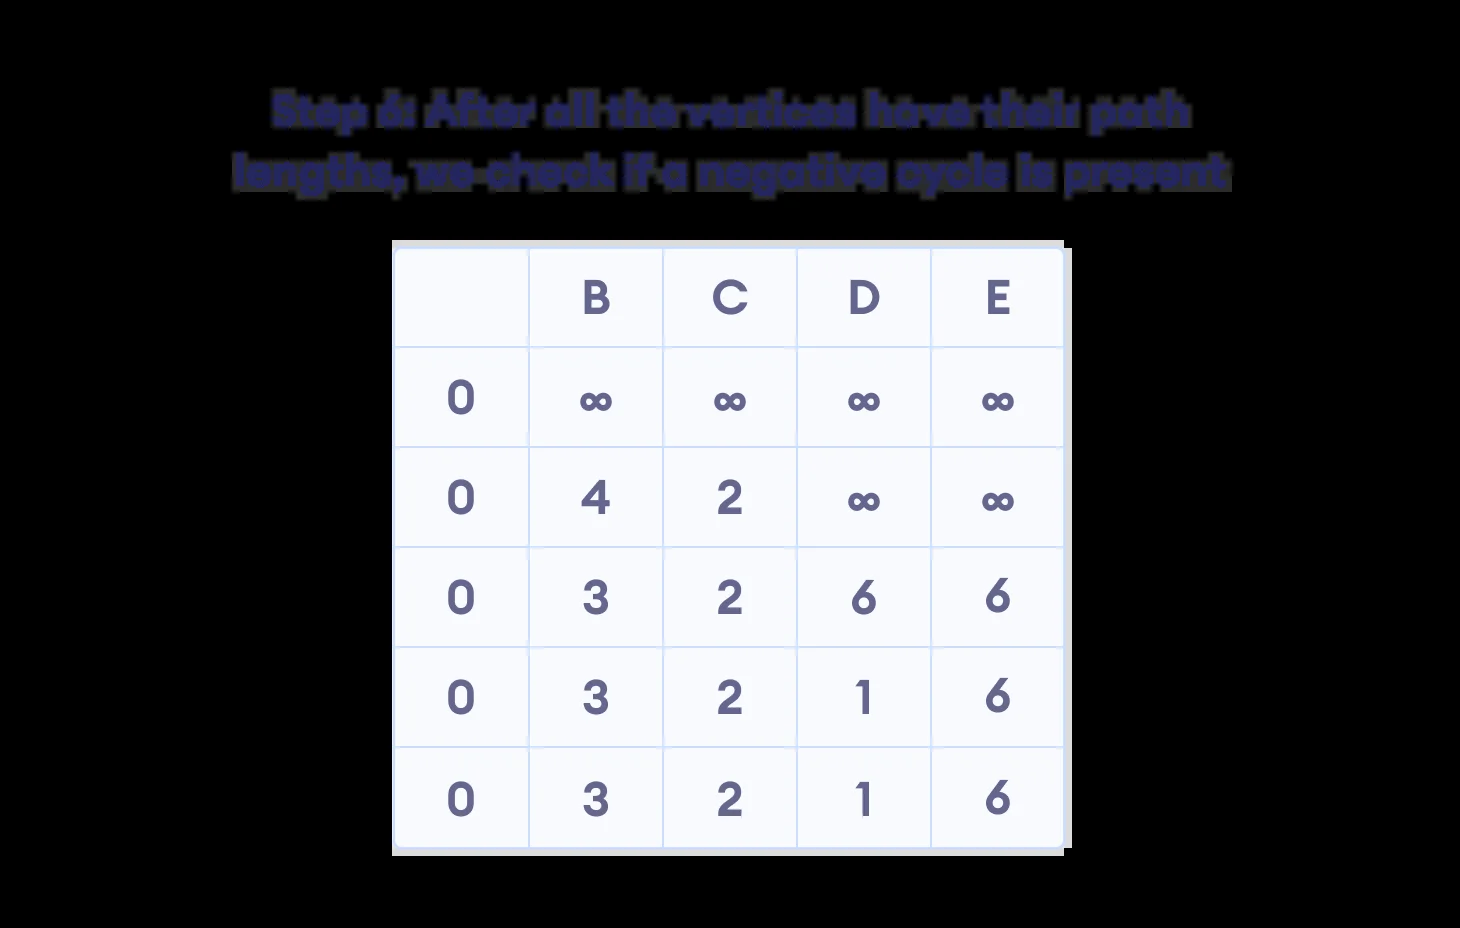 Step 6: After all the vertices have their path
lengths, we check if a negative cycle is present
B C D E
0 ∞ ∞ ∞ ∞
0 4 2 ∞ ∞
0 3 2 6 6
0 3 2 1 6
0 3 2 1 6